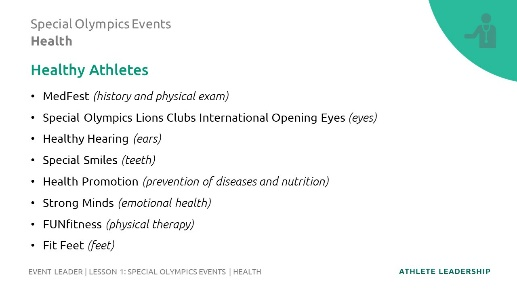 Special Olympics Events
Health
Healthy Athletes
• MedFest (history and physical exam)
• Special Olympics Lions Clubs International Opening Eyes (eyes)
• Healthy Hearing (ears)
• Special Smiles (teeth)
• Health Promotion (prevention of diseases and nutrition)
• Strong Minds (emotional health)
• FUNfitness (physical therapy)
• Fit Feet (feet)
EVENT LEADER | LESSON 1: SPECIAL OLYMPICS EVENTS | HEALTH
ATHLETE LEADERSHIP